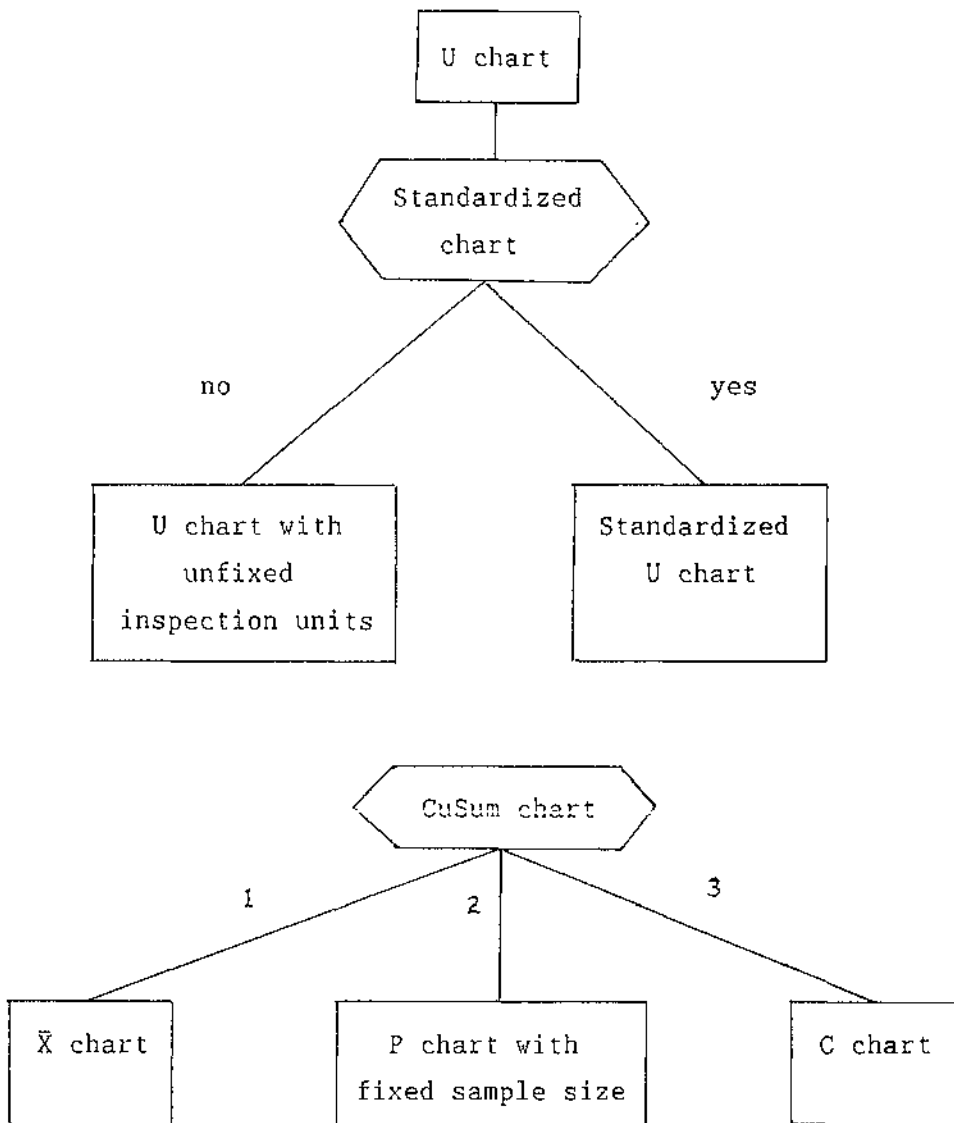 U chart
Standardized
chart
no
yes
U chart with
unfixed
inspection units
Standardized
U chart
CuSum chart
1
2
3
X̄ chart
P chart with
fixed sample size
C chart